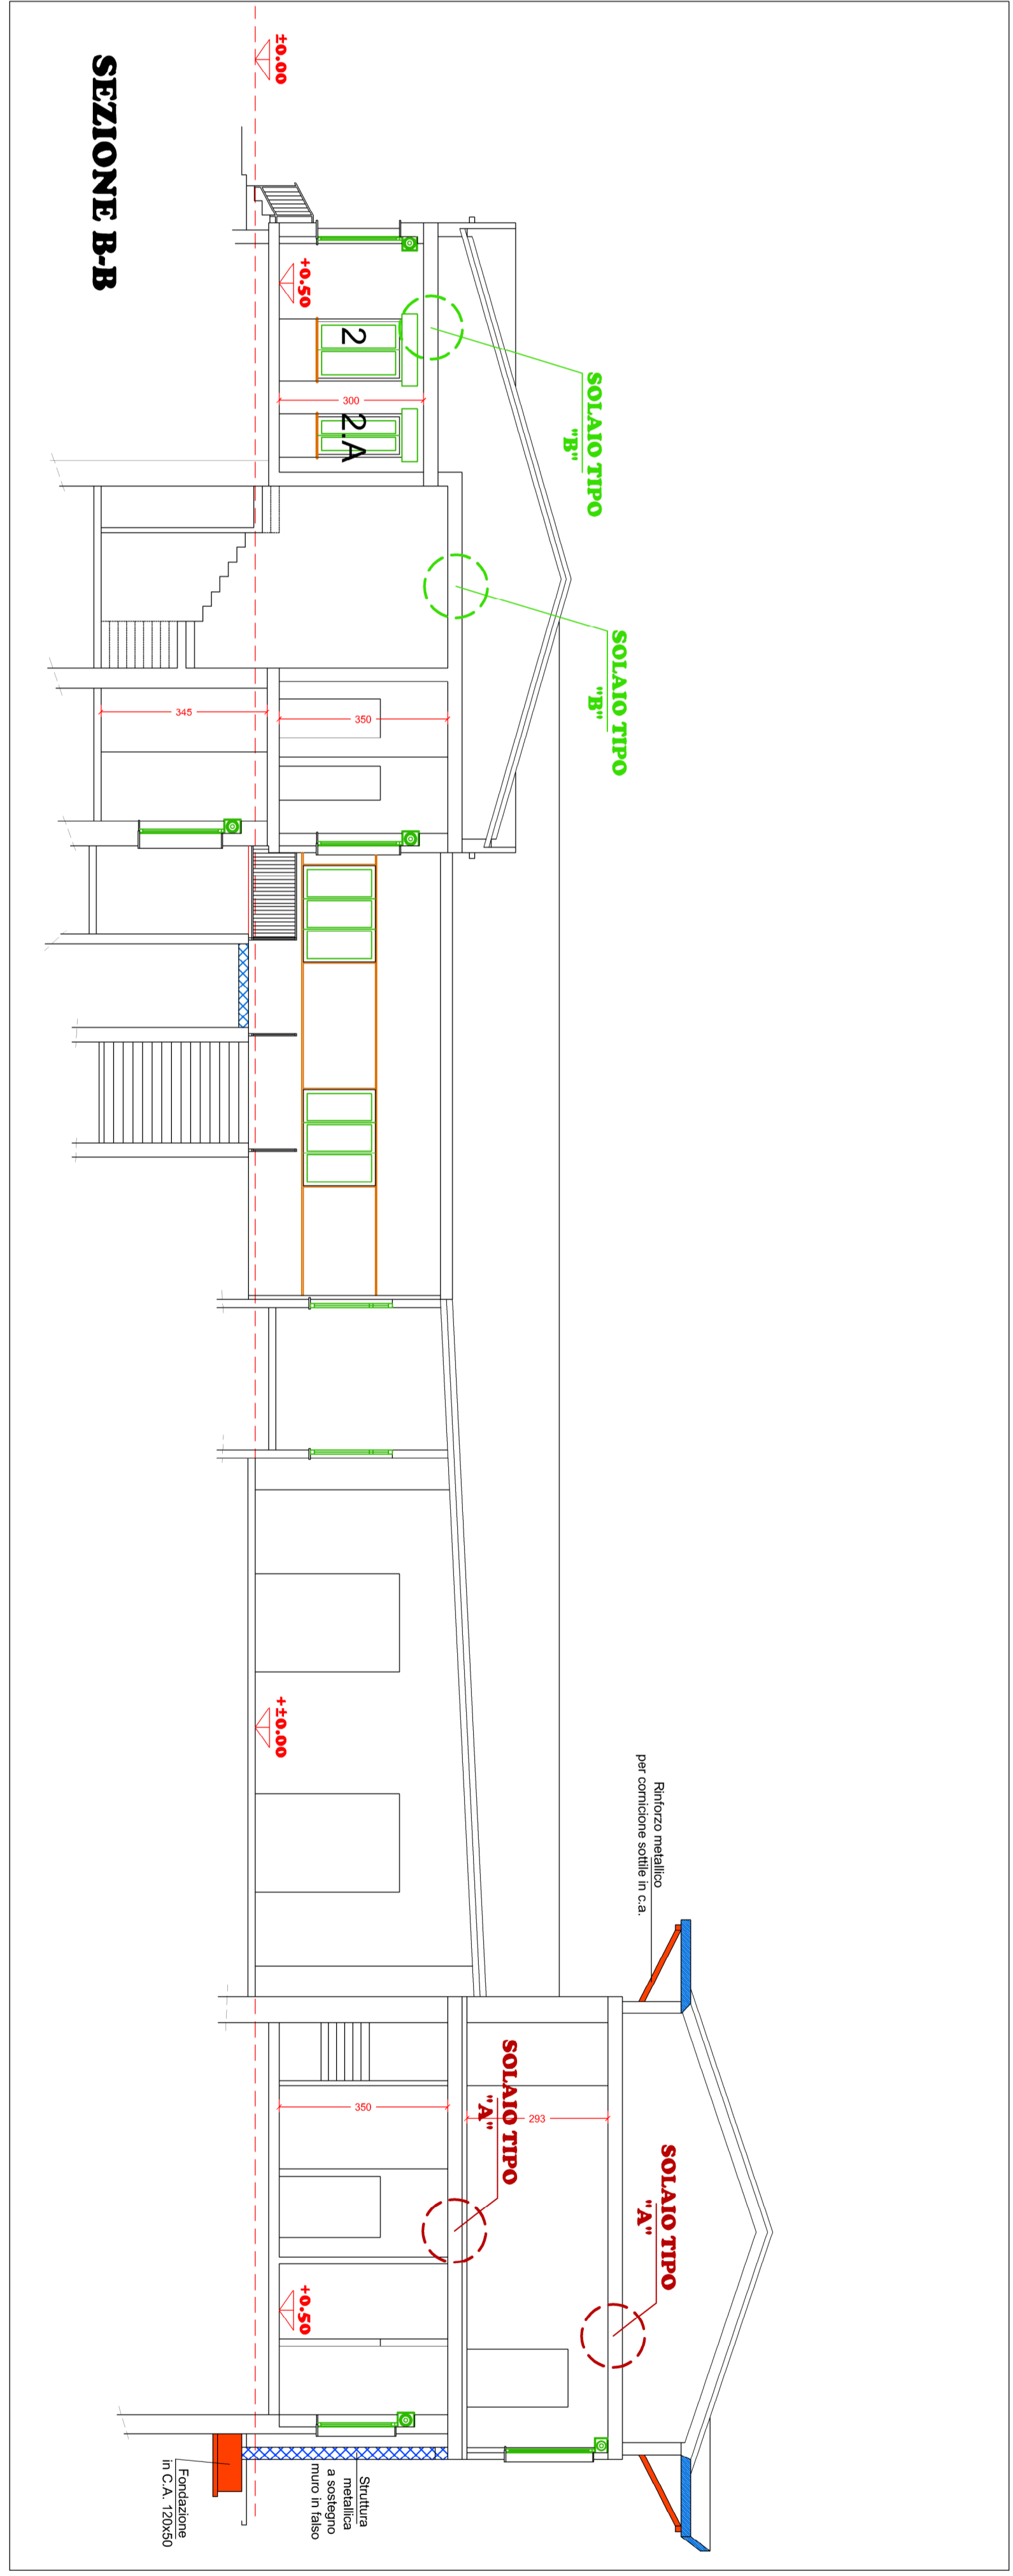 ±0.00
SEZIONE B-B
+0.50
2
300
2.A
SOLAIO TIPO
"B"
SOLAIO TIPO
"B"
345
350
+±0.00
Rinforzo metallico
per cornicione sottile in c.a.
SOLAIO TIPO
"A"
350
293
SOLAIO TIPO
"A"
+0.50
Struttura
metallica
a sostegno
muro in falso
Fondazione
in C.A. 120x50